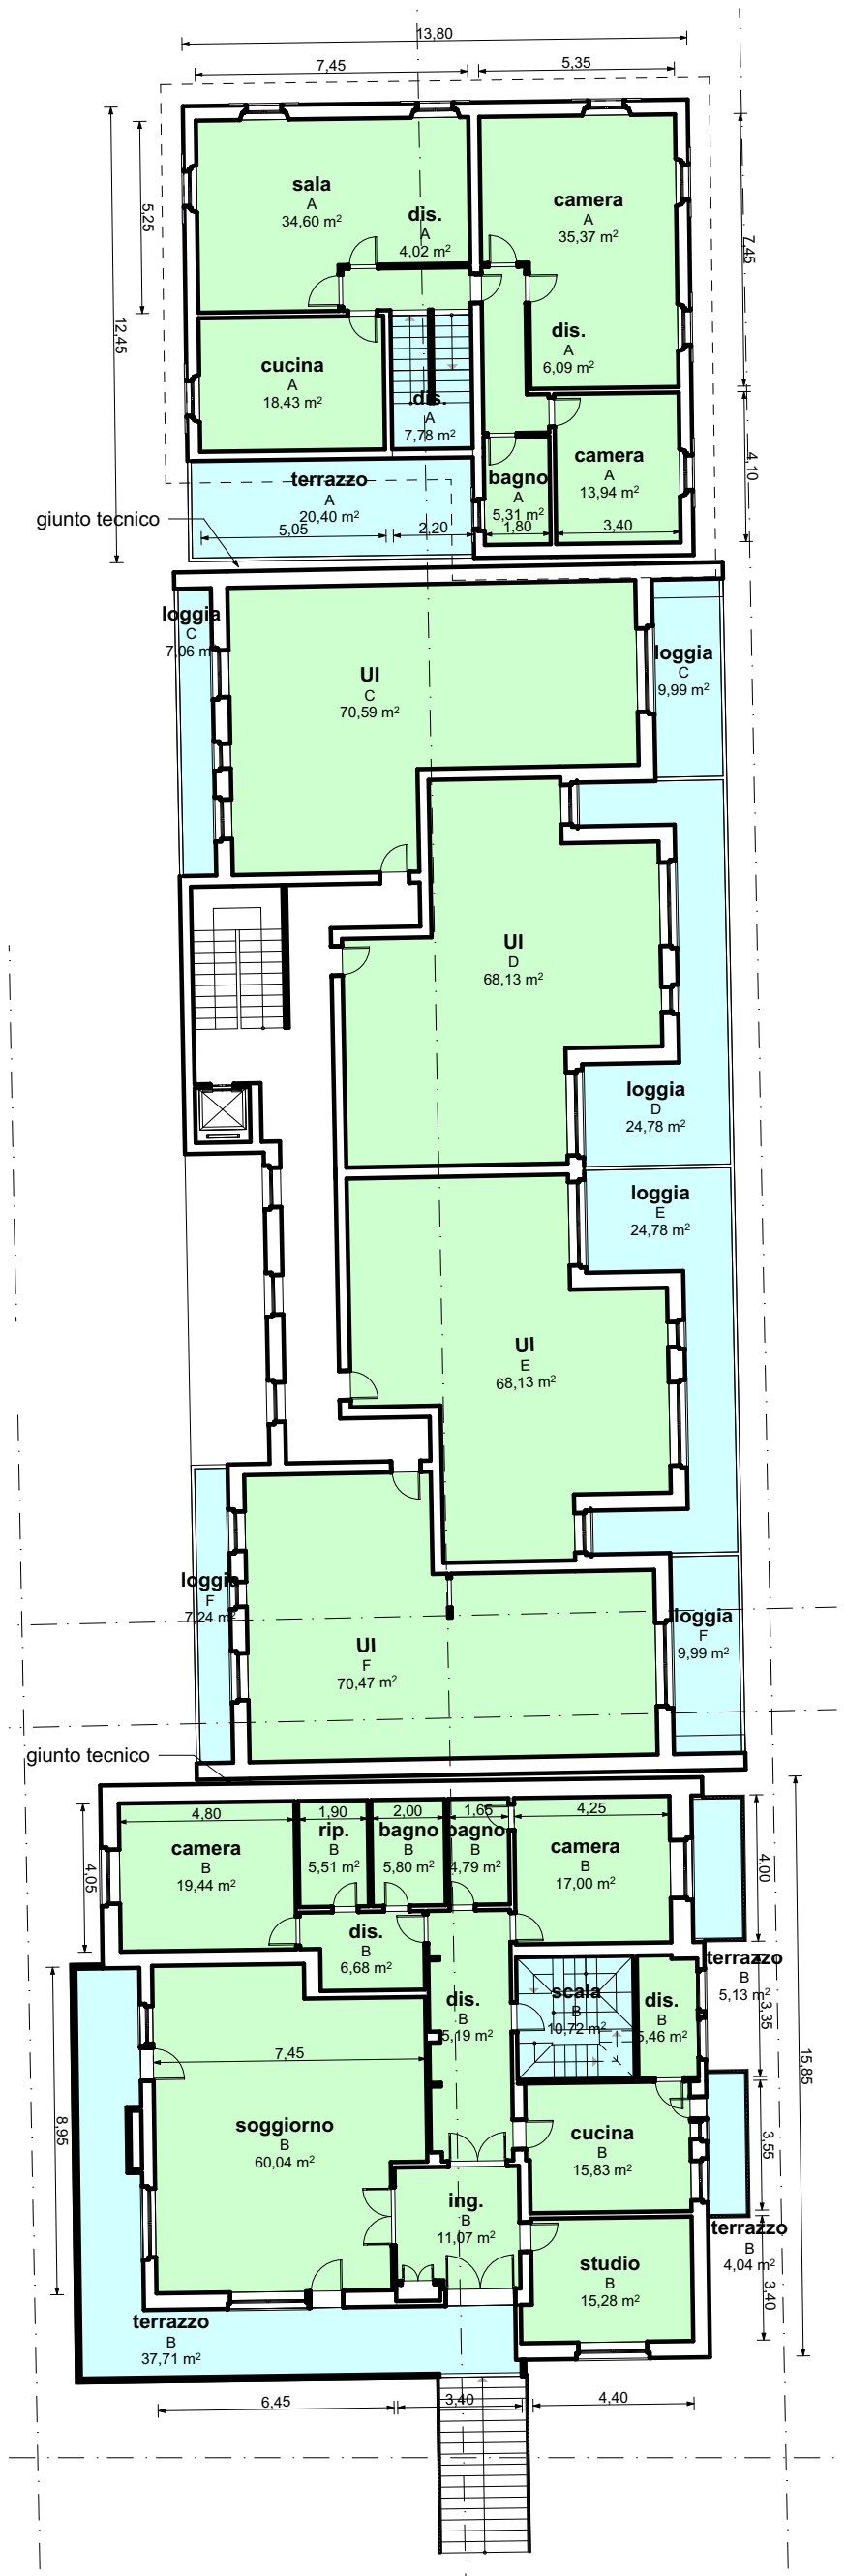 13,80
7,45
5,35
sala
A
34,60 m²
5,25
dis.
A
4,02 m²
camera
A
35,37 m²
7,45
12,45
dis.
A
6,09 m²
cucina
A
18,43 m²
dis.
A
7,78 m²
camera
A
13,94 m²
4,10
bagno
A
5,31 m²
1,80
3,40
terrazzo
A
20,40 m²
5,05
2,20
giunto tecnico
loggia
C
7,06 m
UI
C
70,59 m²
loggia
C
9,99 m²
UI
D
68,13 m²
loggia
D
24,78 m²
loggia
E
24,78 m²
UI
E
68,13 m²
loggia
F
7,24 m²
UI
F
70,47 m²
loggia
F
9,99 m²
giunto tecnico
4,80
1,90
2,00
1,65
4,25
camera
B
19,44 m²
4,05
rip.
B
5,51 m²
bagno
B
5,80 m²
bagno
B
4,79 m²
camera
B
17,00 m²
4,00
dis.
B
6,68 m²
dis.
B
5,19 m²
scala
B
10,72 m²
dis.
B
5,46 m²
terrazzo
B
5,13 m²
3,35
15,85
7,45
soggiorno
B
60,04 m²
8,95
cucina
B
15,83 m²
3,55
ing.
B
11,07 m²
studio
B
15,28 m²
terrazzo
B
4,04 m²
3,40
terrazzo
B
37,71 m²
6,45
3,40
4,40